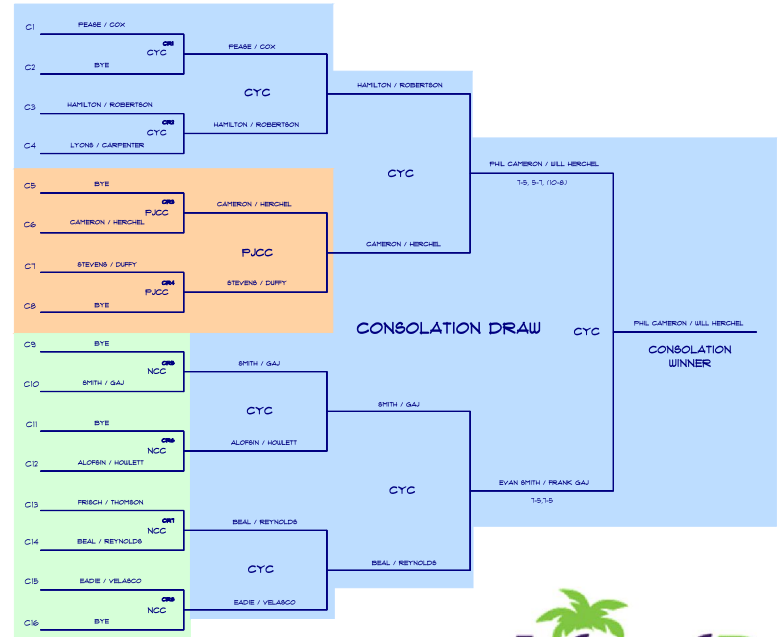 C1
PEASE / COX
CR1
CYC
PEASE / COX
C2
BYE
CYC
HAMILTON / ROBERTSON
C3
HAMILTON / ROBERTSON
CR2
CYC
HAMILTON / ROBERTSON
C4
LYONS / CARPENTER
CYC
PHIL CAMERON / WILL HERCHEL
7-5, 5-7, (10-8)
C5
BYE
CR3
PJCC
CAMERON / HERCHEL
C6
CAMERON / HERCHEL
PJCC
CAMERON / HERCHEL
C7
STEVENS / DUFFY
CR4
PJCC
STEVENS / DUFFY
C8
BYE
CONSOLATION DRAW
CYC
PHIL CAMERON / WILL HERCHEL
CONSOLATION
WINNER
C9
BYE
CR5
NCC
SMITH / GAJ
C10
SMITH / GAJ
CYC
SMITH / GAJ
C11
BYE
CR6
NCC
ALOFSIN / HOWLETT
C12
ALOFSIN / HOWLETT
CYC
EVAN SMITH / FRANK GAJ
7-5,7-5
C13
FRISCH / THOMSON
CR7
NCC
BEAL / REYNOLDS
C14
BEAL / REYNOLDS
CYC
BEAL / REYNOLDS
C15
EADIE / VELASCO
CR8
NCC
EADIE / VELASCO
C16
BYE